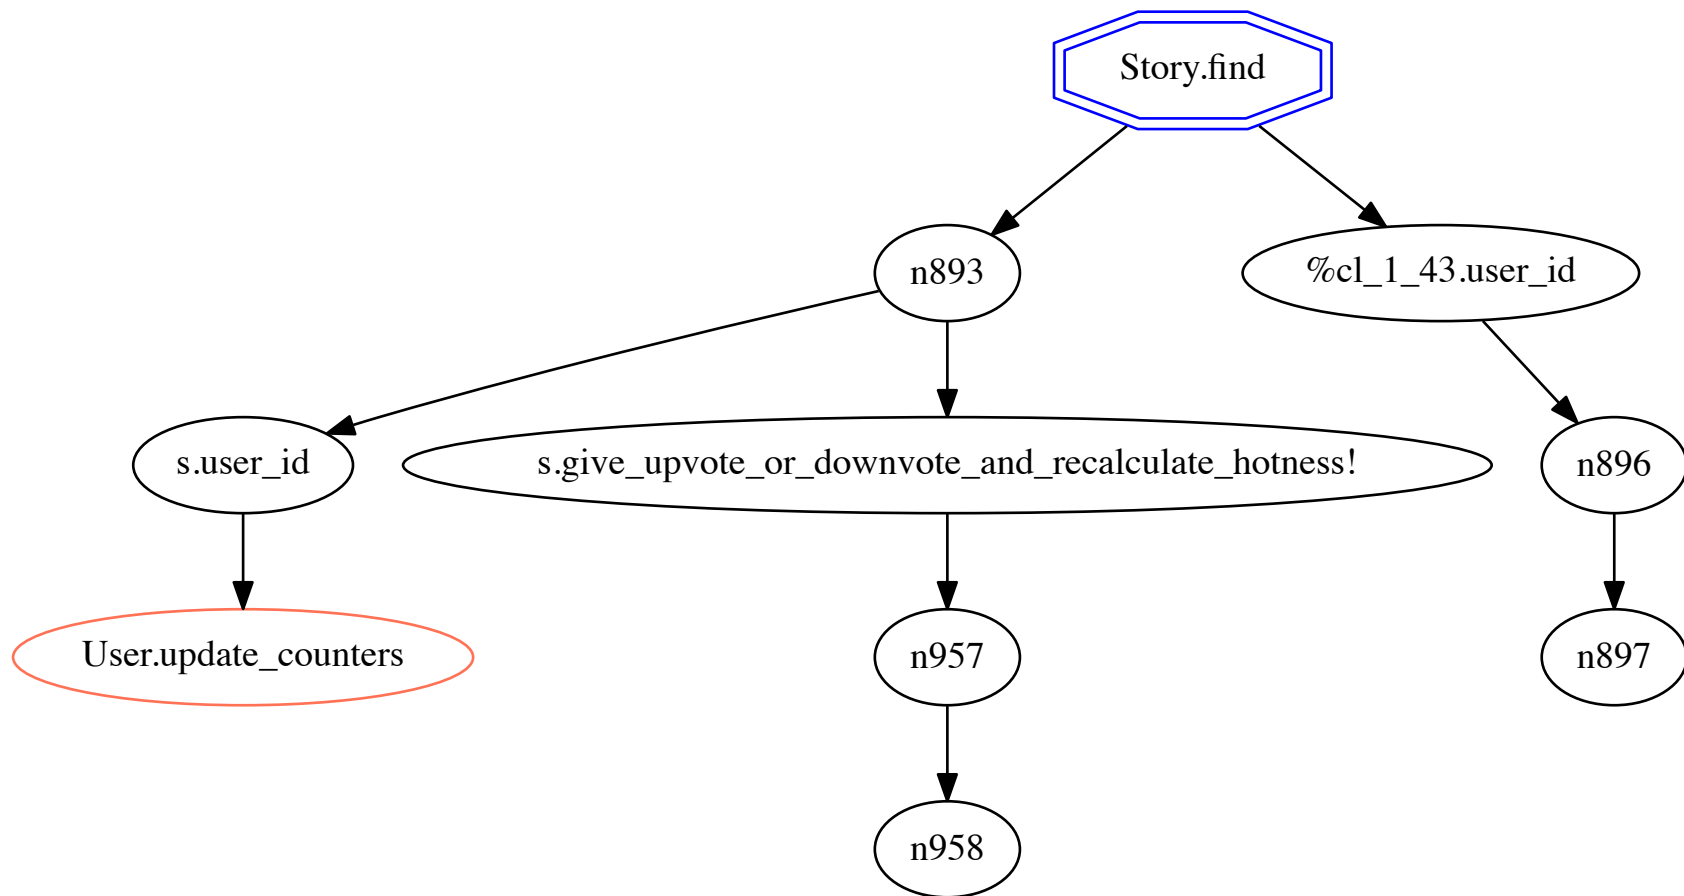 Story.find
n893
%cl_1_43.user_id
s.user_id
s.give_upvote_or_downvote_and_recalculate_hotness!
n896
User.update_counters
n957
n897
n958